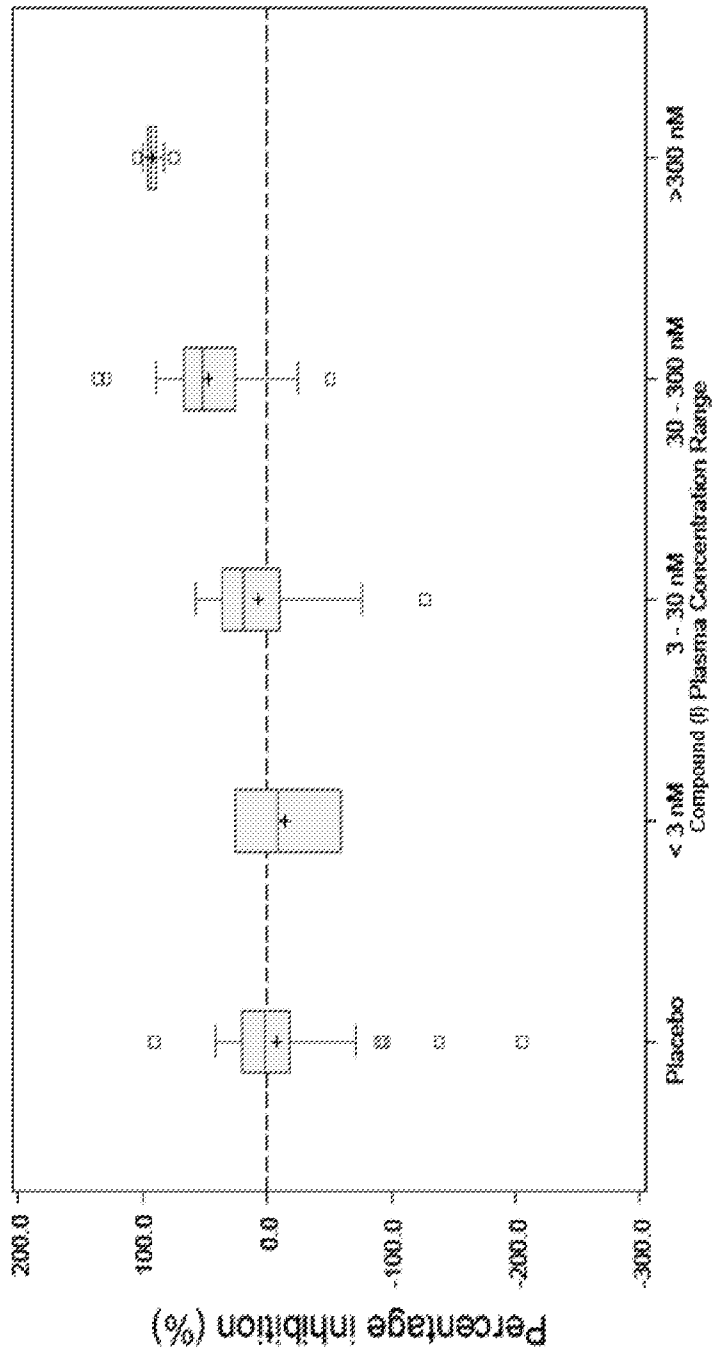 Percentage inhibition (%)
200.0
100.0
0.0
-100.0
-200.0
-300.0
Placebo
< 3 nM
3 - 30 nM
30 - 300 nM
>300 nM
Compound (I) Plasma Concentration Range